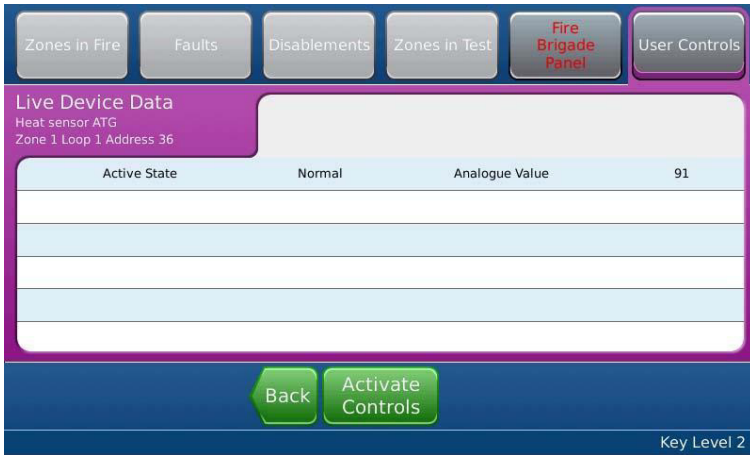 Zones in Fire
Faults
Disablements
Zones in Test
Fire
Brigade
Panel
User Controls
Live Device Data
Heat sensor ATG
Zone 1 Loop 1 Address 36
Active State Normal Analogue Value 91
Back
Activate
Controls
Key Level 2